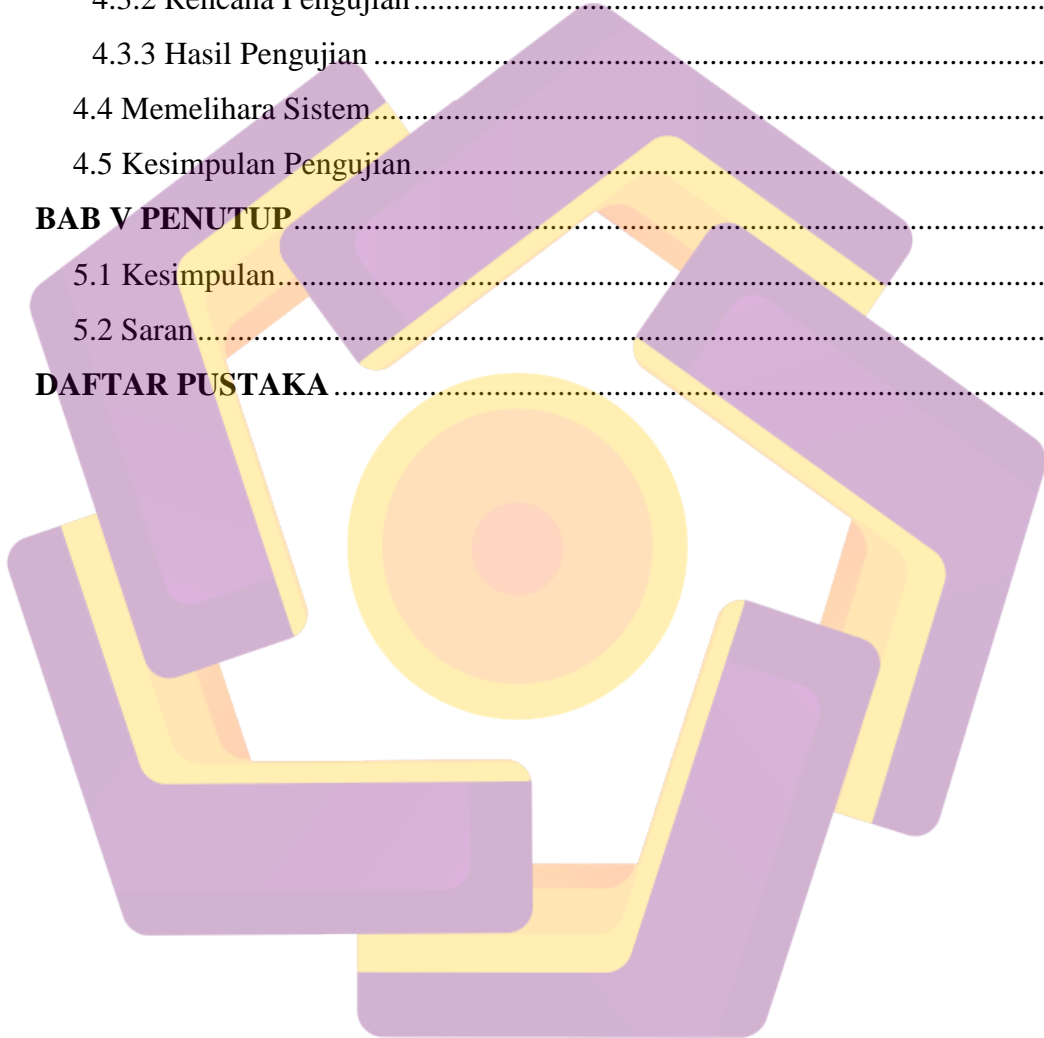 4.3.2 Rencana Pengujian
4.3.3 Hasil Pengujian
4.4 Memelihara Sistem
4.5 Kesimpulan Pengujian
BAB V PENUTUP
5.1 Kesimpulan
5.2 Saran
DAFTAR PUSTAKA